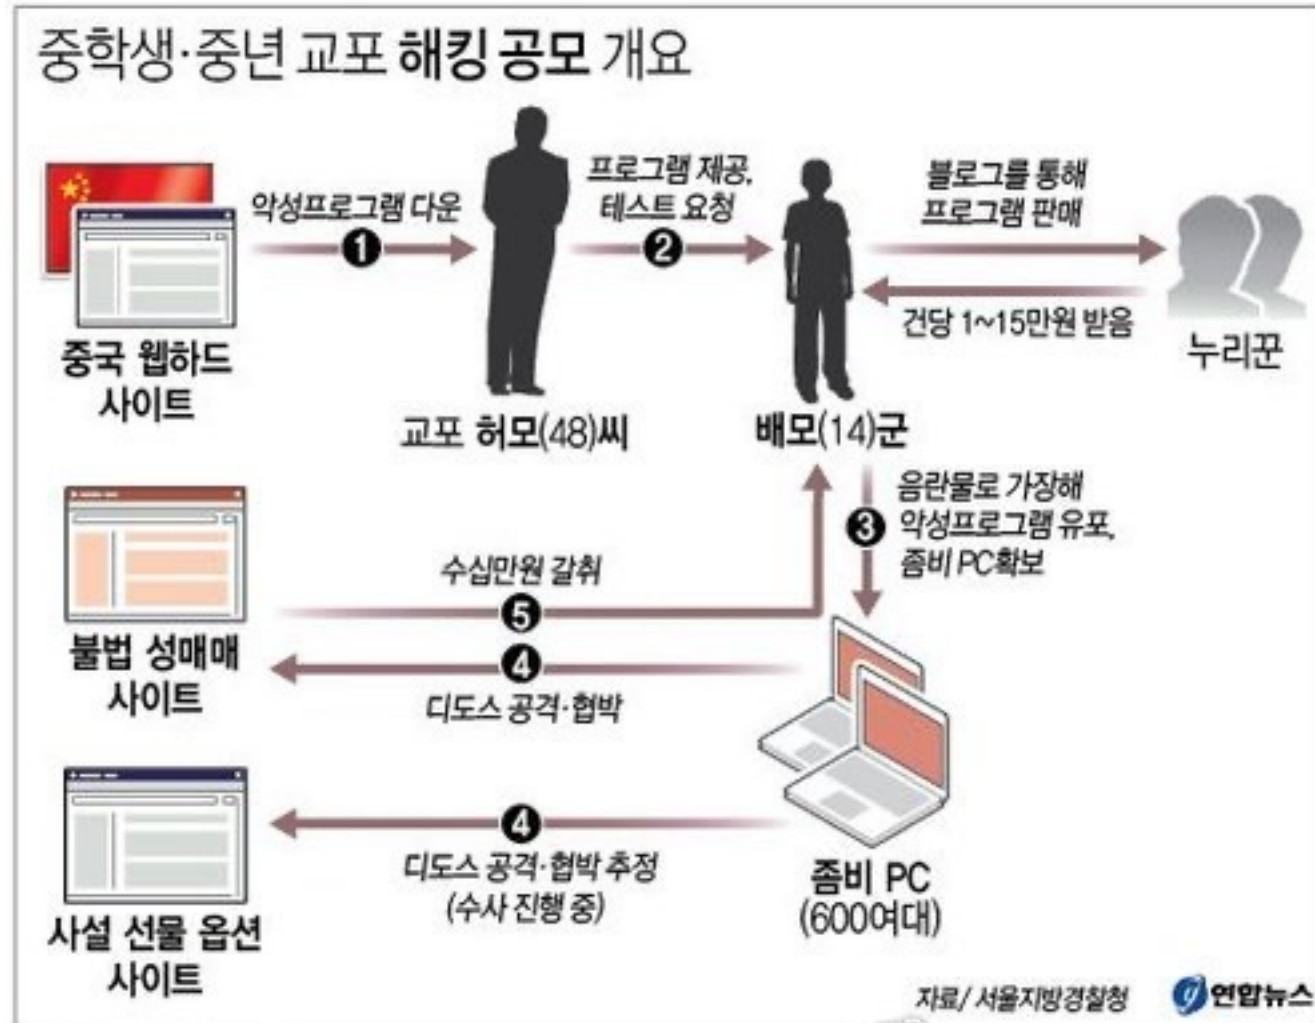 중학생·중년 교포 해킹 공모 개요
악성프로그램 다운
1
프로그램 제공,
테스트 요청
2
블로그를 통해
프로그램 판매
건당 1~15만원 받음
누리꾼
중국 웹하드
사이트
교포 허모(48)씨
배모(14)군
3
음란물로 가장해
악성프로그램 유포,
좀비 PC확보
수십만원 갈취
5
불법 성매매
사이트
4
디도스 공격·협박
4
디도스 공격·협박 추정
(수사 진행 중)
사설 선물 옵션
사이트
좀비 PC
(600여대)
자료/ 서울지방경찰청
연합뉴스